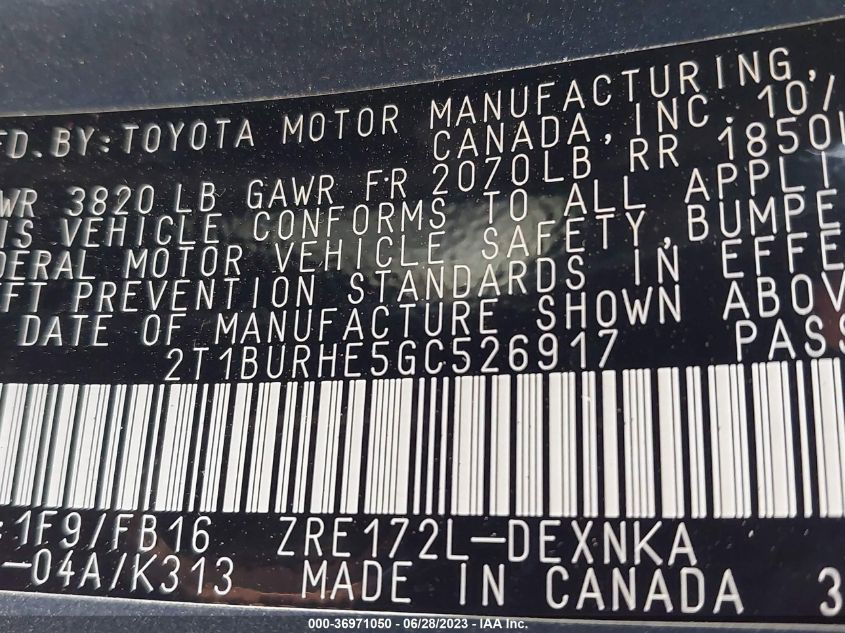 FD. BY: TOYOTA MOTOR MANUFACTURING,
CANADA, INC. 10/
WR 3820 LB GAWR FR 2070LB RR 1850L
IS VEHICLE CONFORMS TO ALL APPLI
DERAL MOTOR VEHICLE SAFETY, BUMPE
EFT PREVENTION STANDARDS IN EFFE
DATE OF MANUFACTURE SHOWN ABOV
2T1BURHE5GC526917 PASS
:1F9/FB16 ZRE172L-DEXNKA
-04A/K313 MADE IN CANADA 3
000-36971050 - 06/28/2023 - IAA Inc.